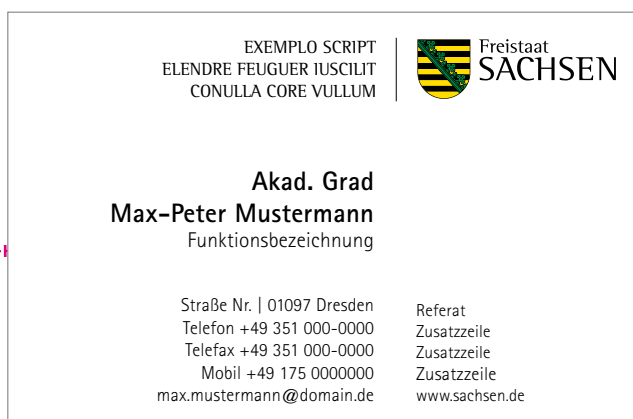 EXEMPLO SCRIPT
ELENDRE FEUGUER IUSCILIT
CONULLA CORE VULLUM
Freistaat
SACHSEN
Akad. Grad
Max-Peter Mustermann
Funktionsbezeichnung
Straße Nr. | 01097 Dresden
Telefon +49 351 000-0000
Telefax +49 351 000-0000
Mobil +49 175 0000000
max.mustermann@domain.de
Referat
Zusatzzeile
Zusatzzeile
Zusatzzeile
www.sachsen.de